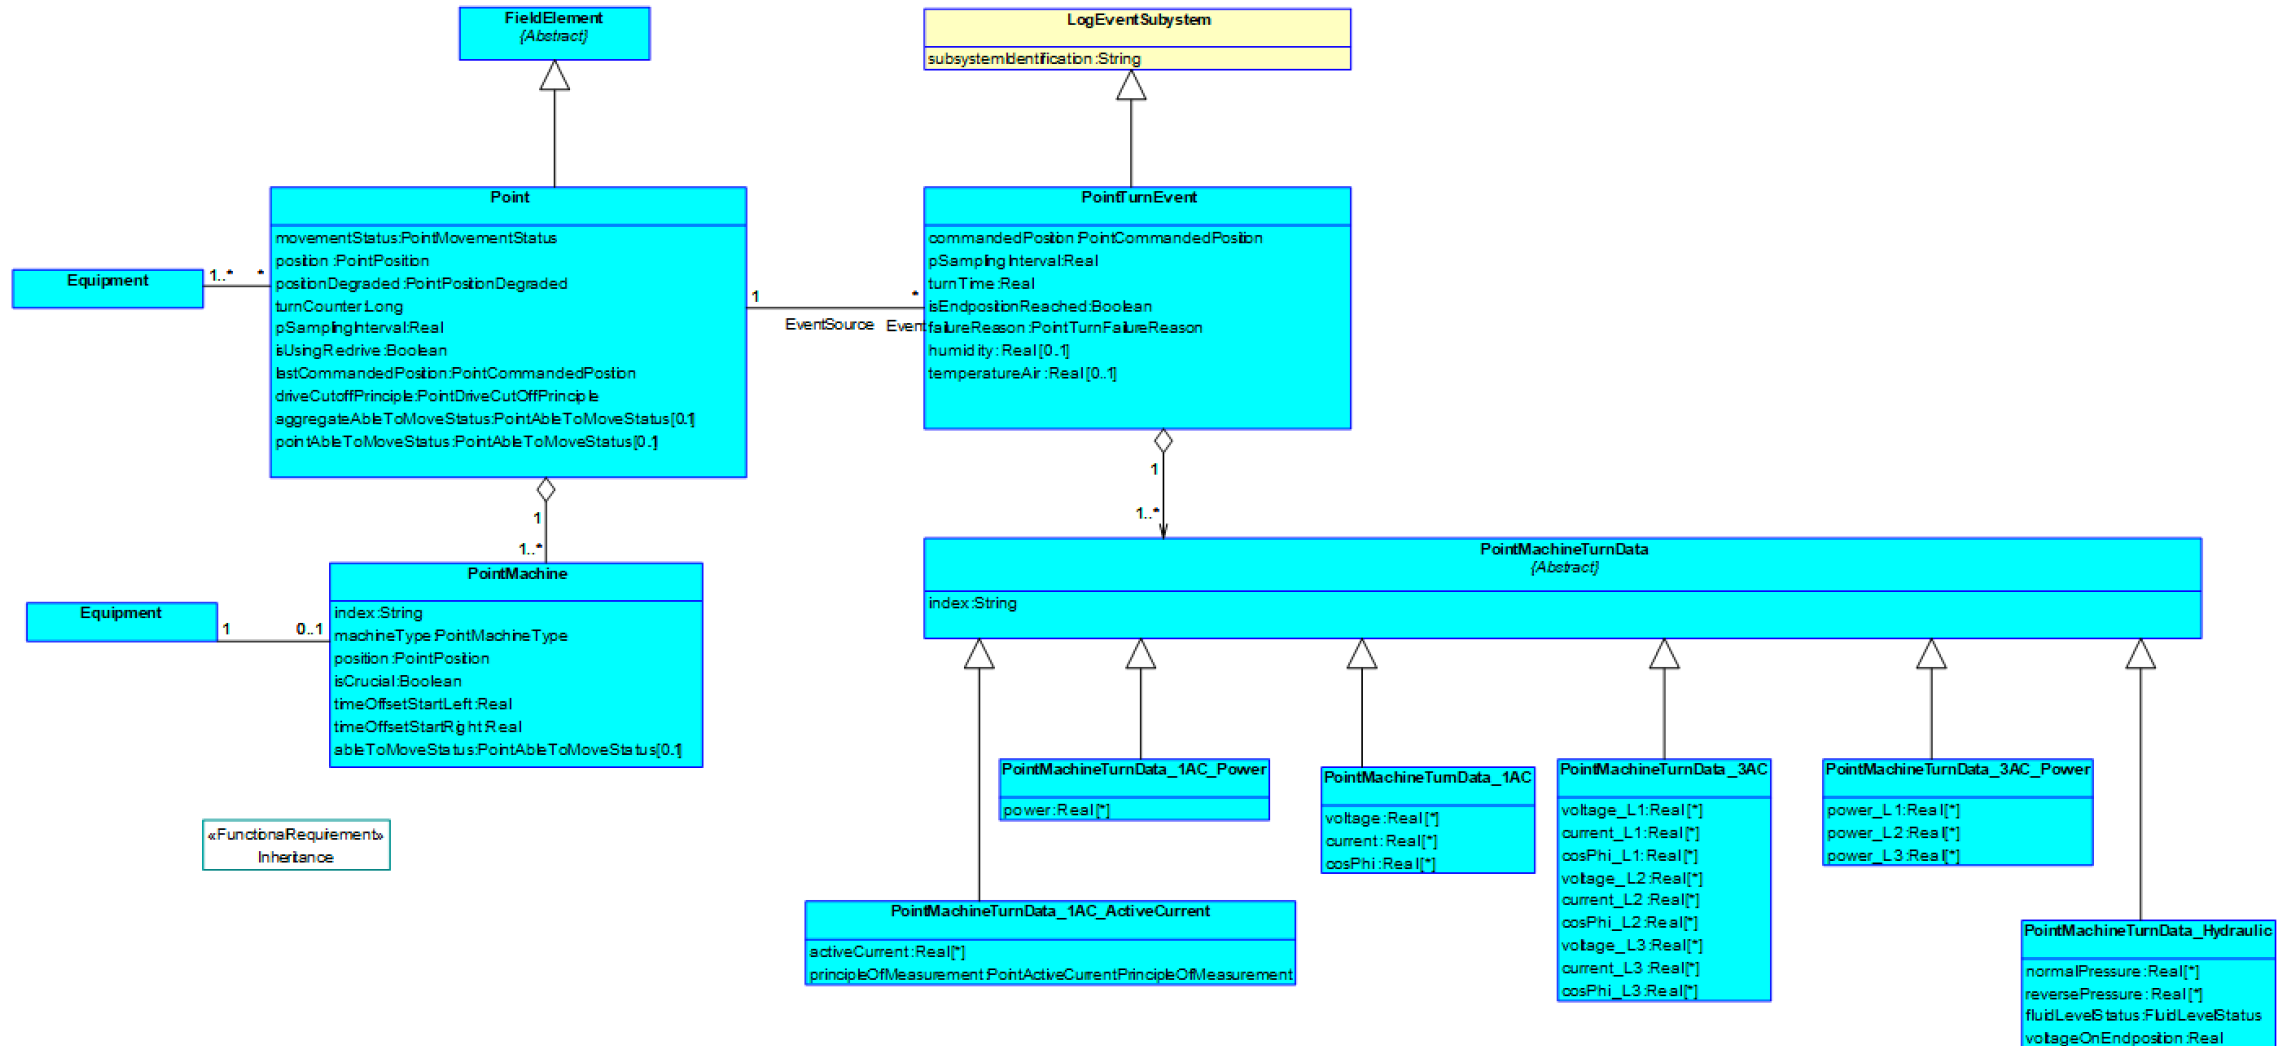 FieldElement
{Abstract}
LogEventSubystem
subsystemIdentification:String
Point
movementStatus:PointMovementStatus
position :PointPosition
positionDegraded :PointPositionDegraded
turnCounter:Long
pSamplingInterval:Real
isUsingRedrive:Boolean
lastCommandedPosition:PointCommandedPostion
driveCutoffPrinciple:PointDriveCutOffPrinciple
aggregateAbleToMoveStatus:PointAbleToMoveStatus[0..1]
pointAbleToMoveStatus:PointAbleToMoveStatus[0..1]
PointTurnEvent
commandedPosition:PointCommandedPosition
pSamplingInterval:Real
turnTime:Real
isEndpositionReached:Boolean
failureReason:PointTurnFailureReason
humidity:Real[0..1]
temperatureAir:Real[0..1]
Equipment
1..*
*
1
*
EventSource
Event
1
1..*
1
1..*
PointMachine
index:String
machineType:PointMachineType
position:PointPosition
isCrucial:Boolean
timeOffsetStartLeft:Real
timeOffsetStartRight:Real
ableToMoveStatus:PointAbleToMoveStatus[0..1]
Equipment
1
0..1
PointMachineTurnData
{Abstract}
index:String
«FunctionaRequirement»
Inheritance
PointMachineTurnData_1AC_Power
power:Real[*]
PointMachineTurnData_1AC
voltage:Real[*]
current:Real[*]
cosPhi:Real[*]
PointMachineTurnData_3AC
voltage_L1:Real[*]
current_L1:Real[*]
cosPhi_L1:Real[*]
voltage_L2:Real[*]
current_L2:Real[*]
cosPhi_L2:Real[*]
voltage_L3:Real[*]
current_L3:Real[*]
cosPhi_L3:Real[*]
PointMachineTurnData_3AC_Power
power_L1:Real[*]
power_L2:Real[*]
power_L3:Real[*]
PointMachineTurnData_1AC_ActiveCurrent
activeCurrent:Real[*]
principleOfMeasurement:PointActiveCurrentPrincipleOfMeasurement
PointMachineTurnData_Hydraulic
normalPressure:Real[*]
reversePressure:Real[*]
fluidLevelStatus:FluidLevelStatus
voltageOnEndposition:Real